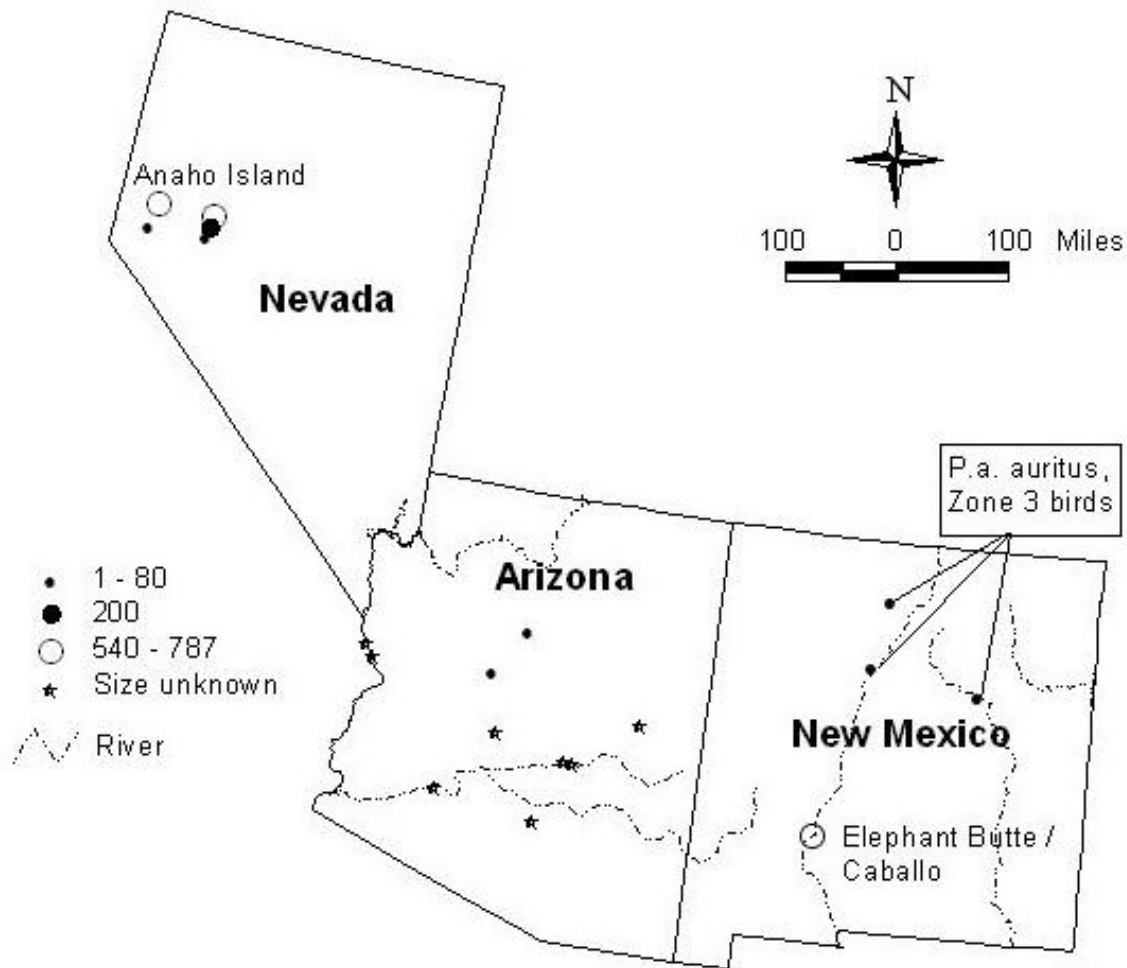 N
Anaho Island
100 0 100 Miles
Nevada
P.a. auritus,
Zone 3 birds
Arizona
1 - 80
200
540 - 787
Size unknown
River
New Mexico
Elephant Butte /
Caballo